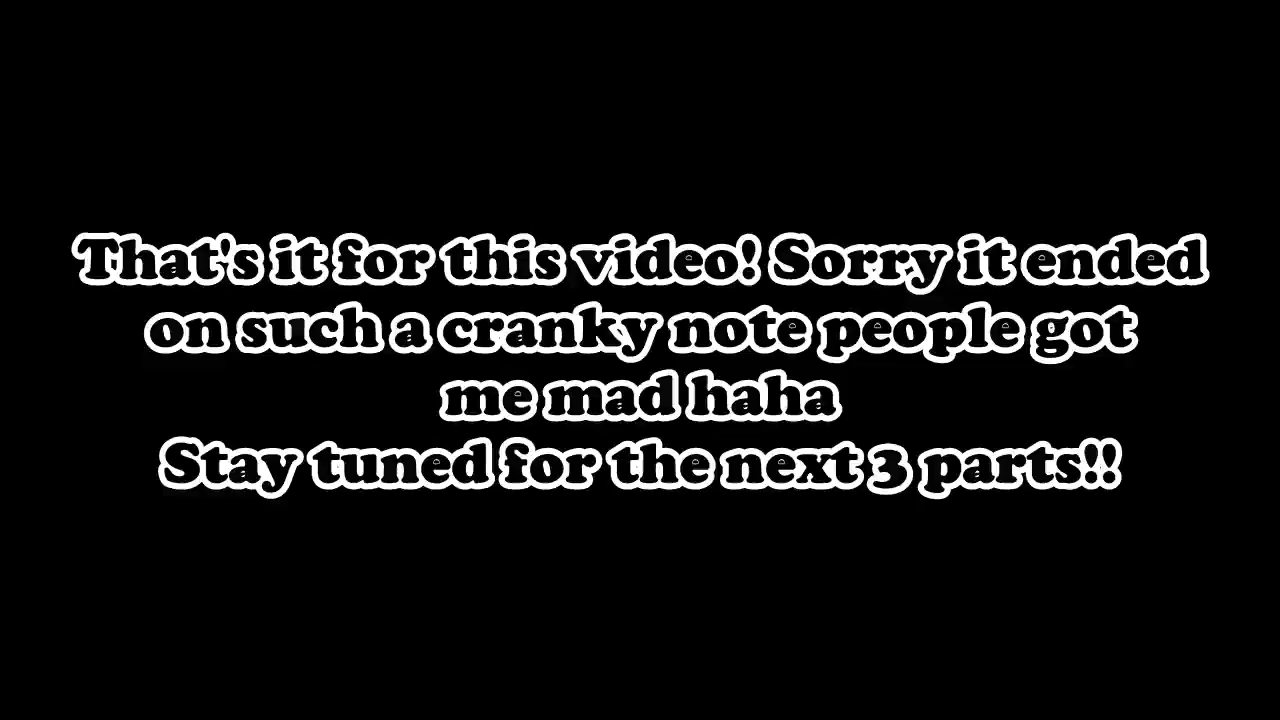 That's it for this video! Sorry it ended
on such a cranky note people got
me mad haha
Stay tuned for the next 3 parts!!